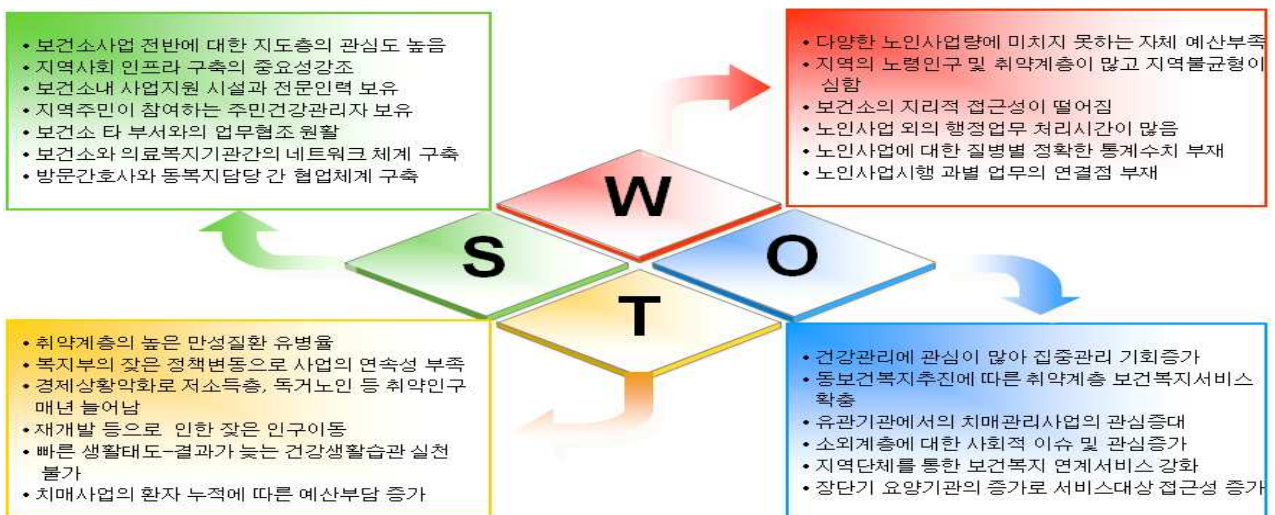 • 보건소사업 전반에 대한 지도층의 관심도 높음
• 지역사회 인프라 구축의 중요성강조
• 보건소내 사업지원 시설과 전문인력 보유
• 지역주민이 참여하는 주민건강관리자 보유
• 보건소 타 부서와의 업무협조 원활
• 보건소와 의료복지기관간의 네트워크 체계 구축
• 방문간호사와 동복지담당 간 협업체계 구축
• 다양한 노인사업량에 미치지 못하는 자체 예산부족
• 지역의 노령인구 및 취약계층이 많고 지역불균형이
심함
• 보건소의 지리적 접근성이 떨어짐
• 노인사업 외의 행정업무 처리시간이 많음
• 노인사업에 대한 질병별 정확한 통계수치 부재
• 노인사업시행 과별 업무의 연결점 부재
W
S
O
T
• 취약계층의 높은 만성질환 유병율
• 복지부의 잦은 정책변동으로 사업의 연속성 부족
• 경제상황악화로 저소득층, 독거노인 등 취약인구
매년 늘어남
• 재개발 등으로 인한 잦은 인구이동
• 빠른 생활태도-결과가 늦는 건강생활습관 실천
불가
• 치매사업의 환자 누적에 따른 예산부담 증가
• 건강관리에 관심이 많아 집중관리 기회증가
• 동보건복지추진에 따른 취약계층 보건복지서비스
확충
• 유관기관에서의 치매관리사업의 관심증대
• 소외계층에 대한 사회적 이슈 및 관심증가
• 지역단체를 통한 보건복지 연계서비스 강화
• 장단기 요양기관의 증가로 서비스대상 접근성 증가